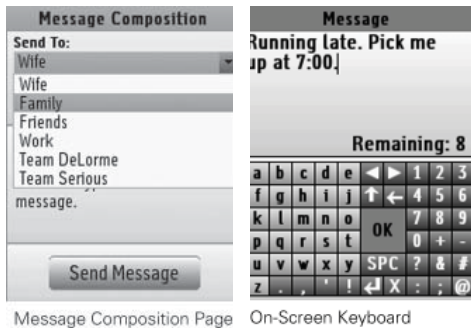 Message Composition
Send To:
Wife
Wife
Family
Friends
Work
Team DeLorme
Team Serious
message.
Send Message
Message Composition Page
Message
Running late. Pick me
up at 7:00.
Remaining: 8
a b c d e ◄ ► 1 2 3
f g h i j ↑ ← 4 5 6
k l m n o OK 7 8 9
p q r s t 0 + -
u v w x y SPC ? & #
z . , ' ! ↵ X : ; @
On-Screen Keyboard